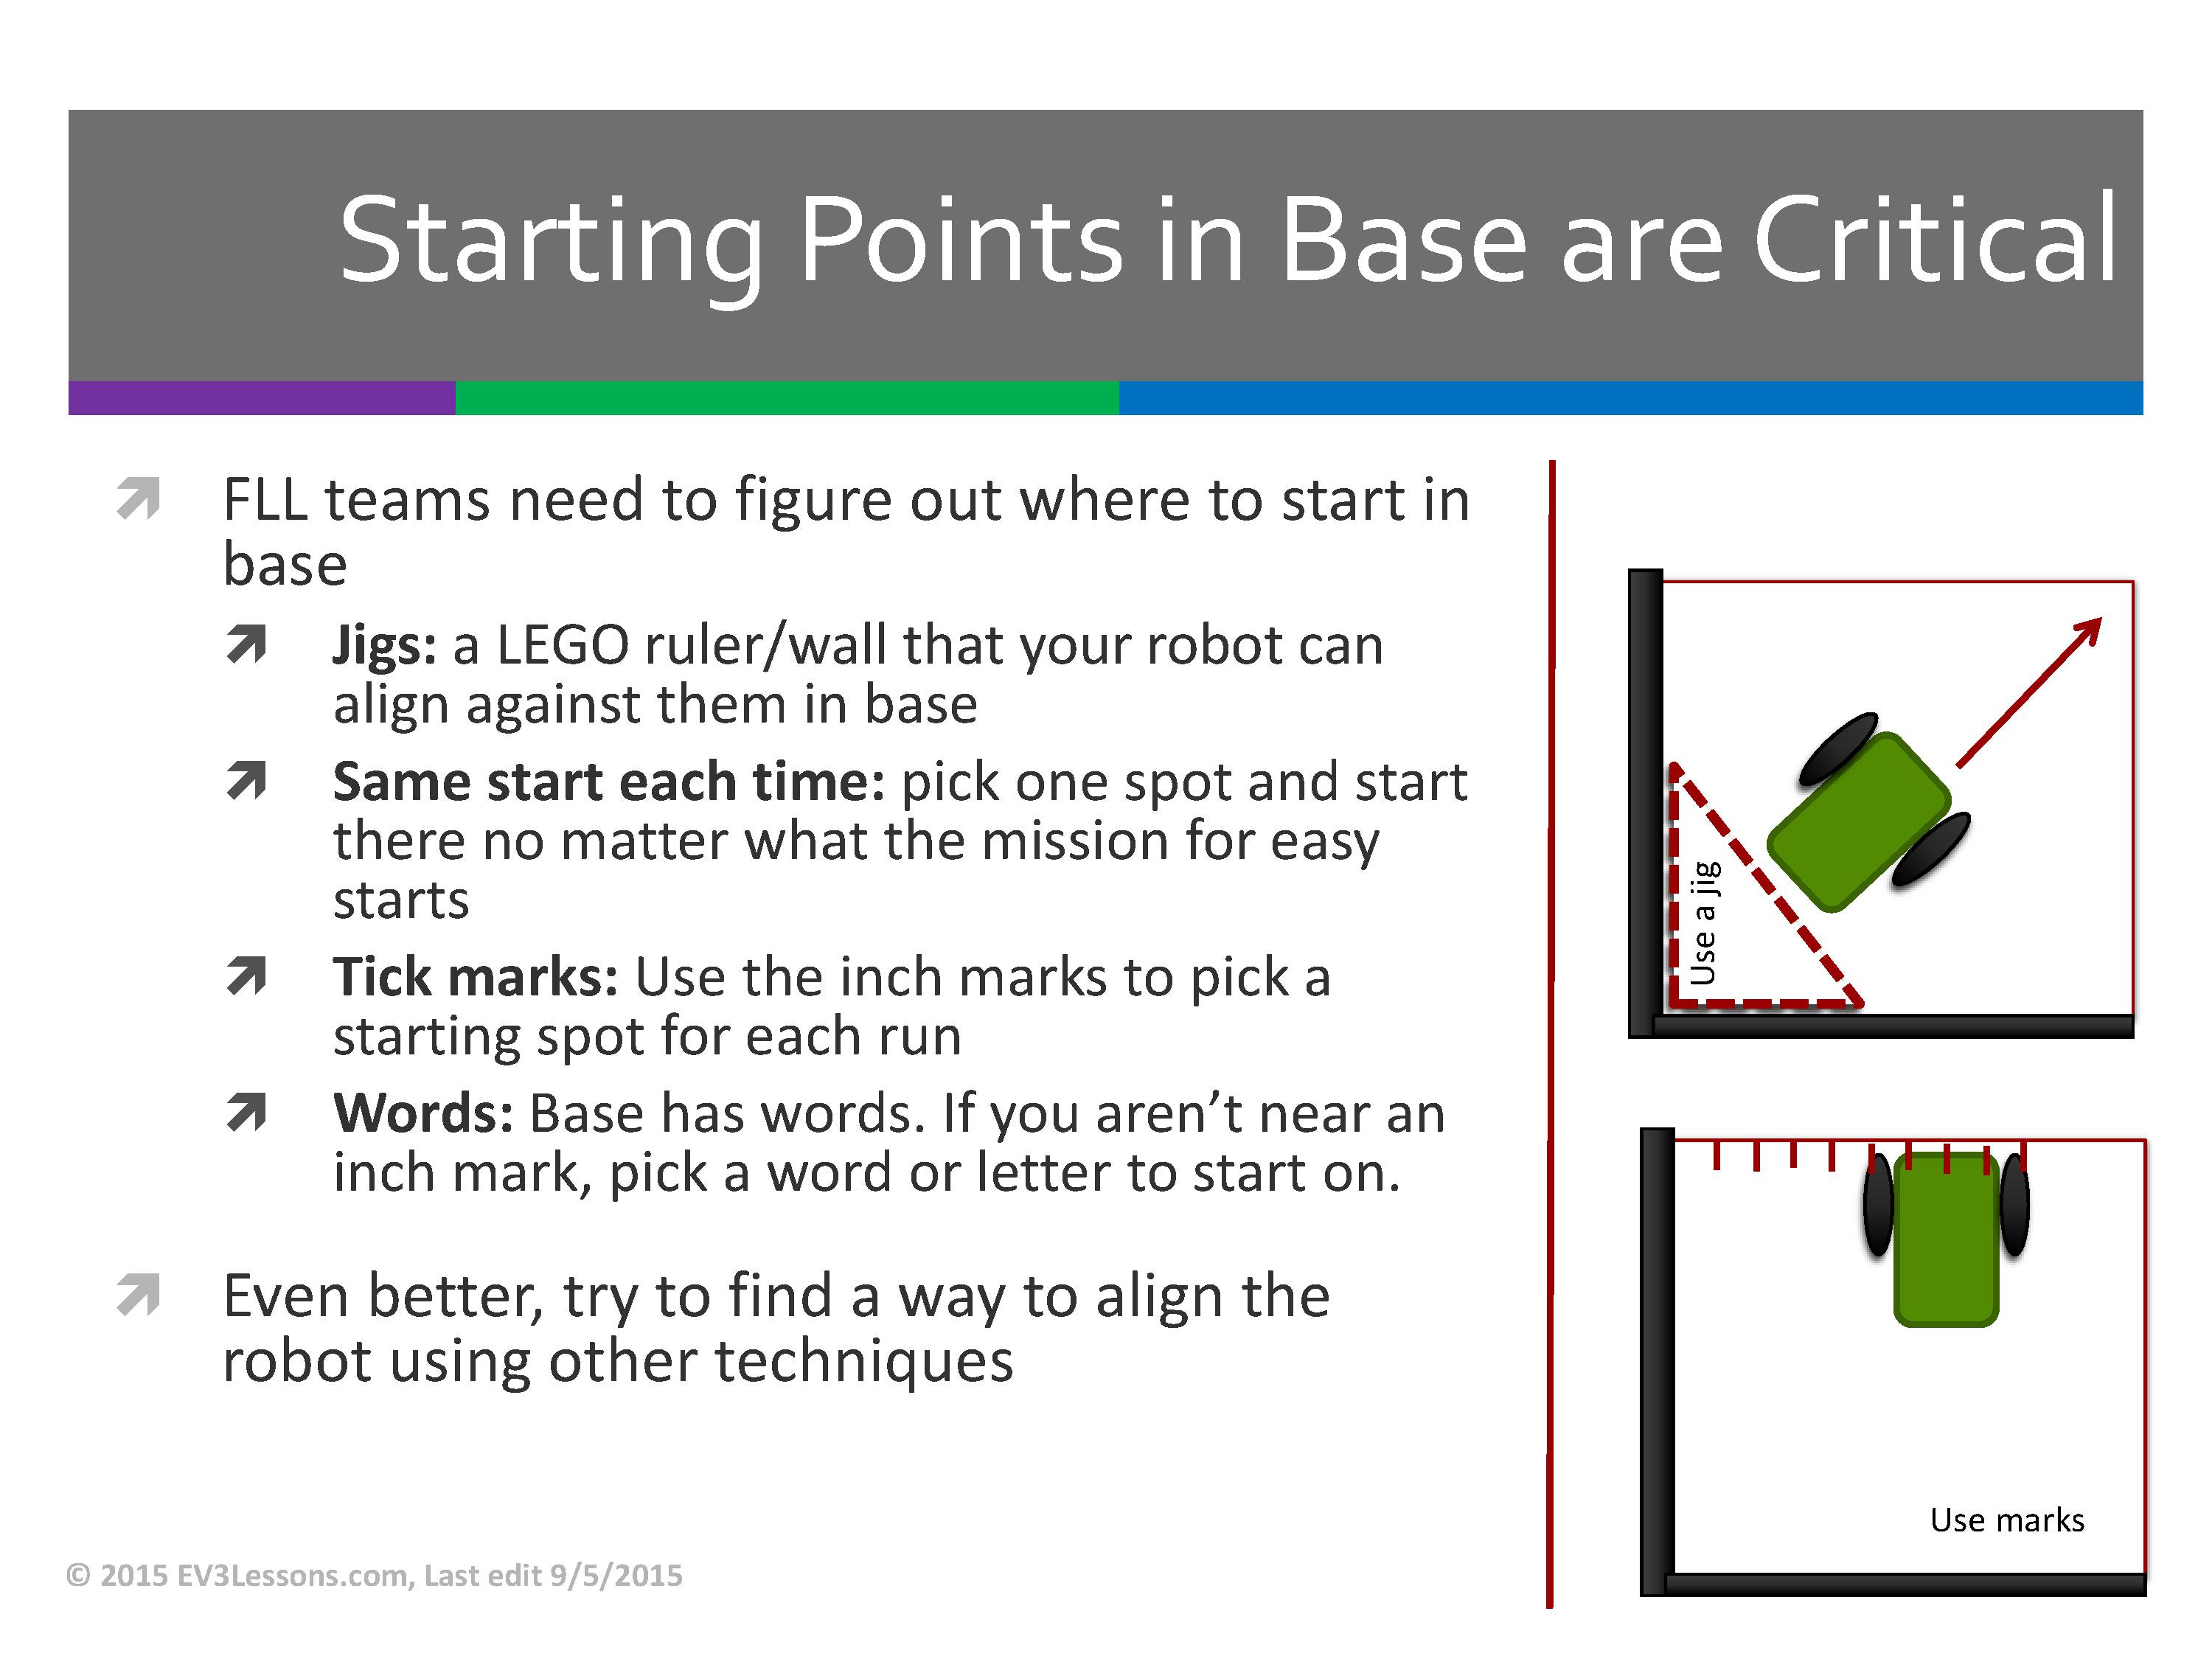 Starting Points in Base are Critical
FLL teams need to figure out where to start in
base
Jigs: a LEGO ruler/wall that your robot can
align against them in base
Same start each time: pick one spot and start
there no matter what the mission for easy
starts
Tick marks: Use the inch marks to pick a
starting spot for each run
Words: Base has words. If you aren’t near an
inch mark, pick a word or letter to start on.
Even better, try to find a way to align the
robot using other techniques
Use a jig
Use marks
© 2015 EV3Lessons.com, Last edit 9/5/2015